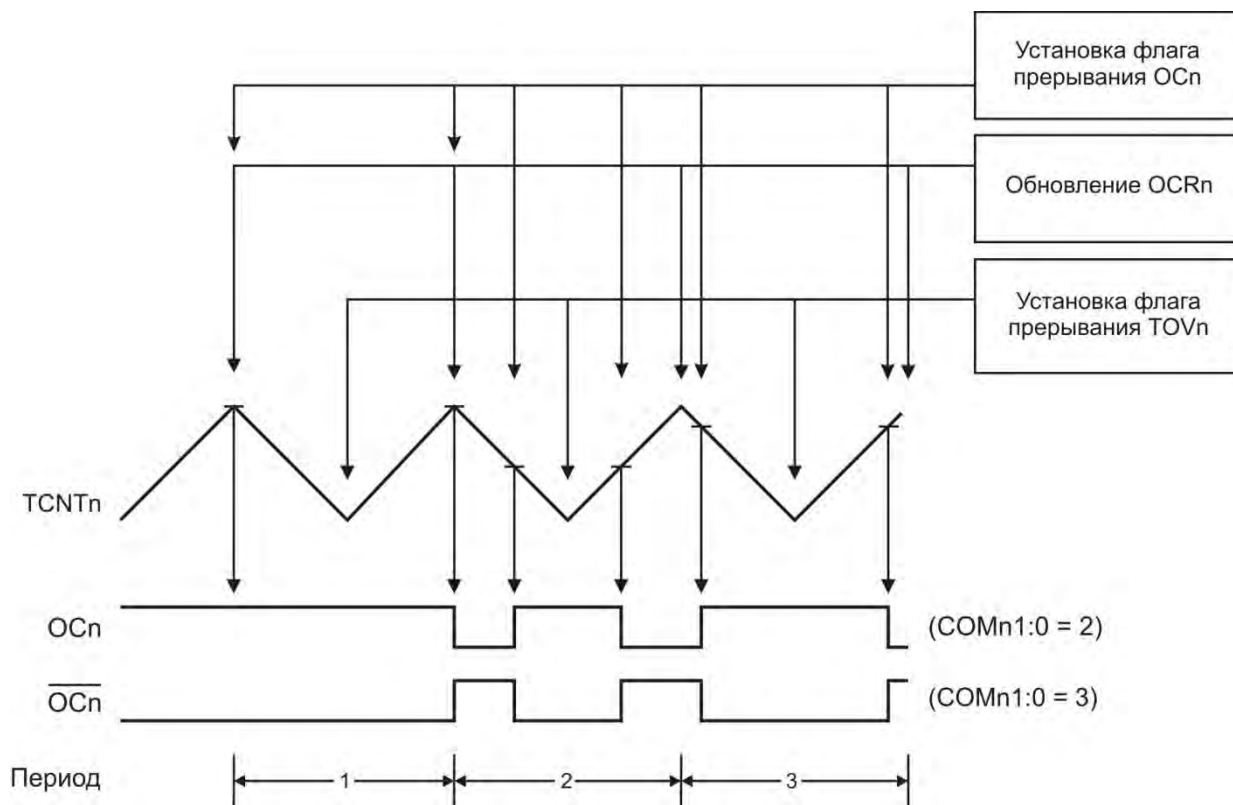 Установка флага
прерывания OCn
Обновление OCRn
Установка флага
прерывания TOVn
TCNTn
OCn
(COMn1:0 = 2)
OCn
(COMn1:0 = 3)
Период
1
2
3